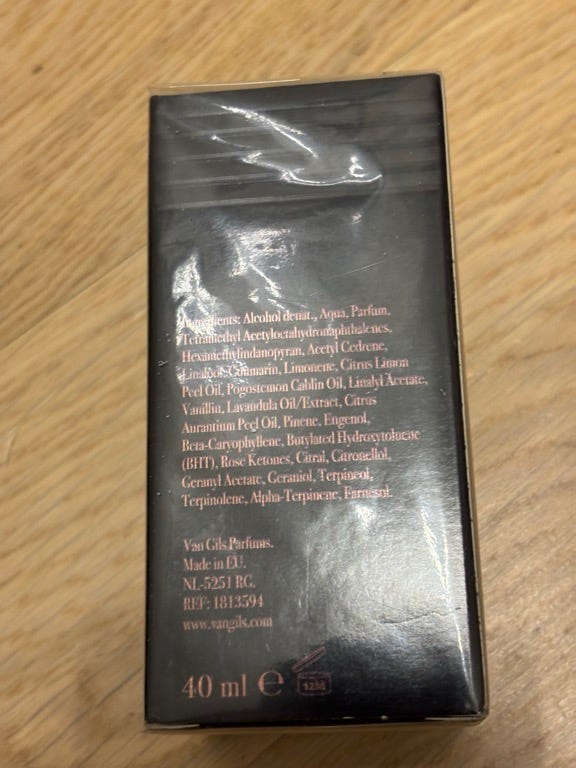 Ingredients: Alcohol denat., Aqua, Parfum,
Tetramethyl Acetyloctahydronaphthalenes,
Hexamethylindanopyran, Acetyl Cedrene,
Linalool, Coumarin, Limonene, Citrus Limon
Peel Oil, Pogostemon Cablin Oil, Linalyl Acetate,
Vanillin, Lavandula Oil/Extract, Citrus
Aurantium Peel Oil, Pinene, Eugenol,
Beta-Caryophyllene, Butylated Hydroxytoluene
(BHT), Rose Ketones, Citral, Citronellol,
Geranyl Acetate, Geraniol, Terpineol,
Terpinolene, Alpha-Terpinene, Farnesol.
Van Gils Parfums.
Made in EU.
NL-5251 RG.
REF: 1813594
www.vangils.com
40 ml e